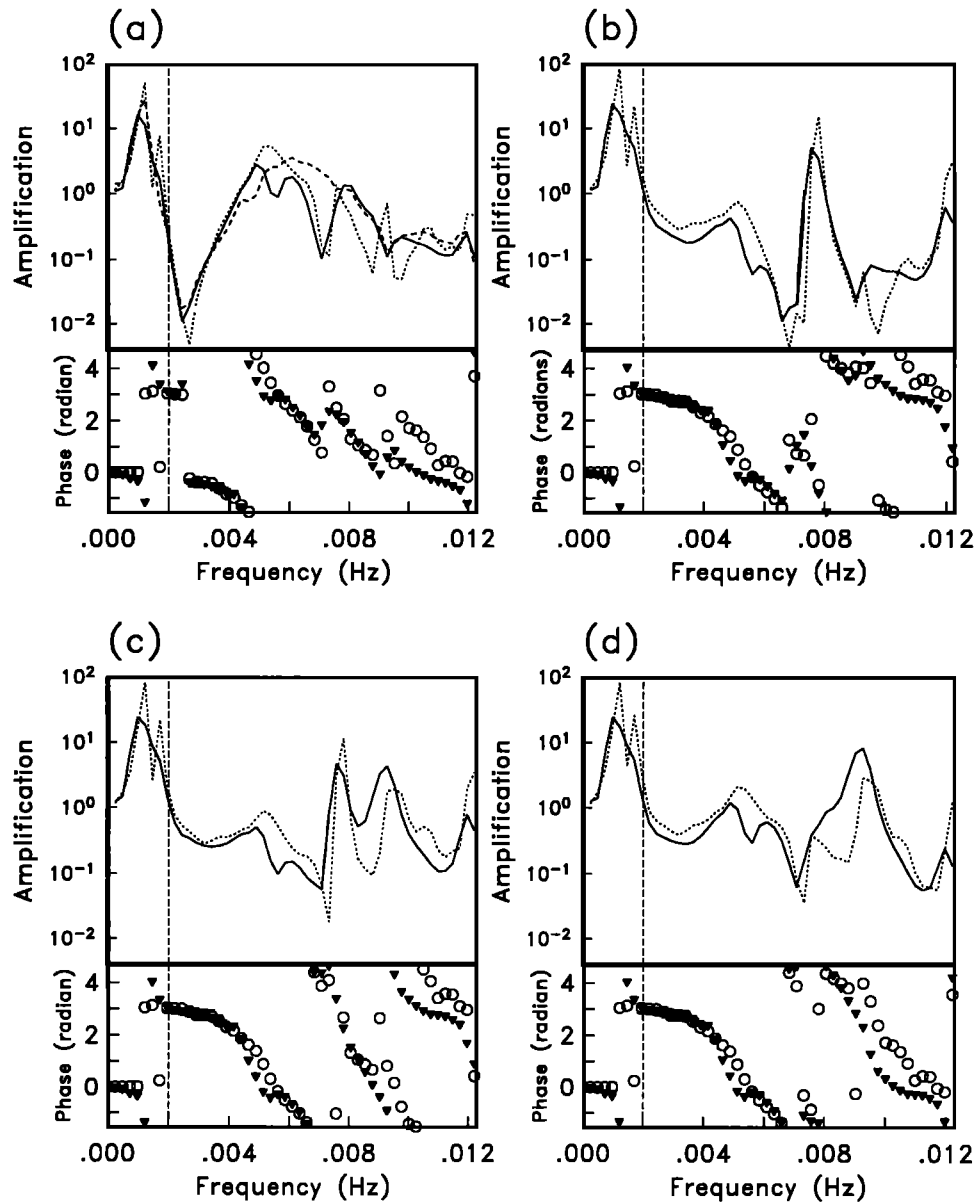 (a)
10²
10¹
10⁰
10⁻¹
10⁻²
Amplification
4
2
0
Phase (radian)
.000 .004 .008 .012
Frequency (Hz)
(b)
10²
10¹
10⁰
10⁻¹
10⁻²
Amplification
4
2
0
Phase (radians)
.000 .004 .008 .012
Frequency (Hz)
(c)
10²
10¹
10⁰
10⁻¹
10⁻²
Amplification
4
2
0
Phase (radian)
.000 .004 .008 .012
Frequency (Hz)
(d)
10²
10¹
10⁰
10⁻¹
10⁻²
Amplification
4
2
0
Phase (radian)
.000 .004 .008 .012
Frequency (Hz)